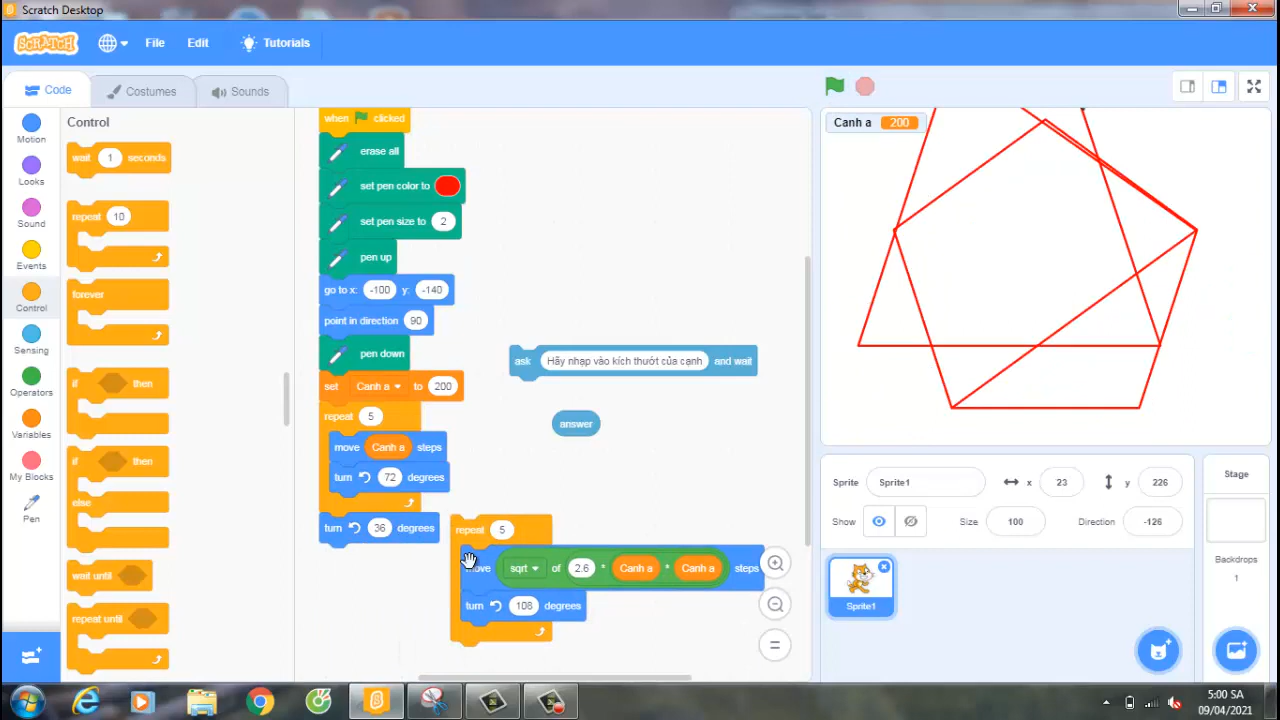 Scratch Desktop
SCRATCH
File
Edit
Tutorials
Code
Costumes
Sounds
Motion
Looks
Sound
Events
Control
Sensing
Operators
Variables
My Blocks
Pen
Control
wait 1 seconds
repeat 10
forever
if then
if then
else
wait until
repeat until
when clicked
erase all
set pen color to
set pen size to 2
pen up
go to x: -100 y: -140
point in direction 90
pen down
set Canh a to 200
repeat 5
move Canh a steps
turn 72 degrees
turn 36 degrees
ask Hãy nhạp vào kích thướt của cạnh and wait
answer
repeat 5
move sqrt of 2.6 * Canh a * Canh a steps
turn 108 degrees
Canh a 200
Sprite Sprite1 x 23 y 226
Show Size 100 Direction -126
Sprite1
Stage
Backdrops
1
5:00 SA
09/04/2021